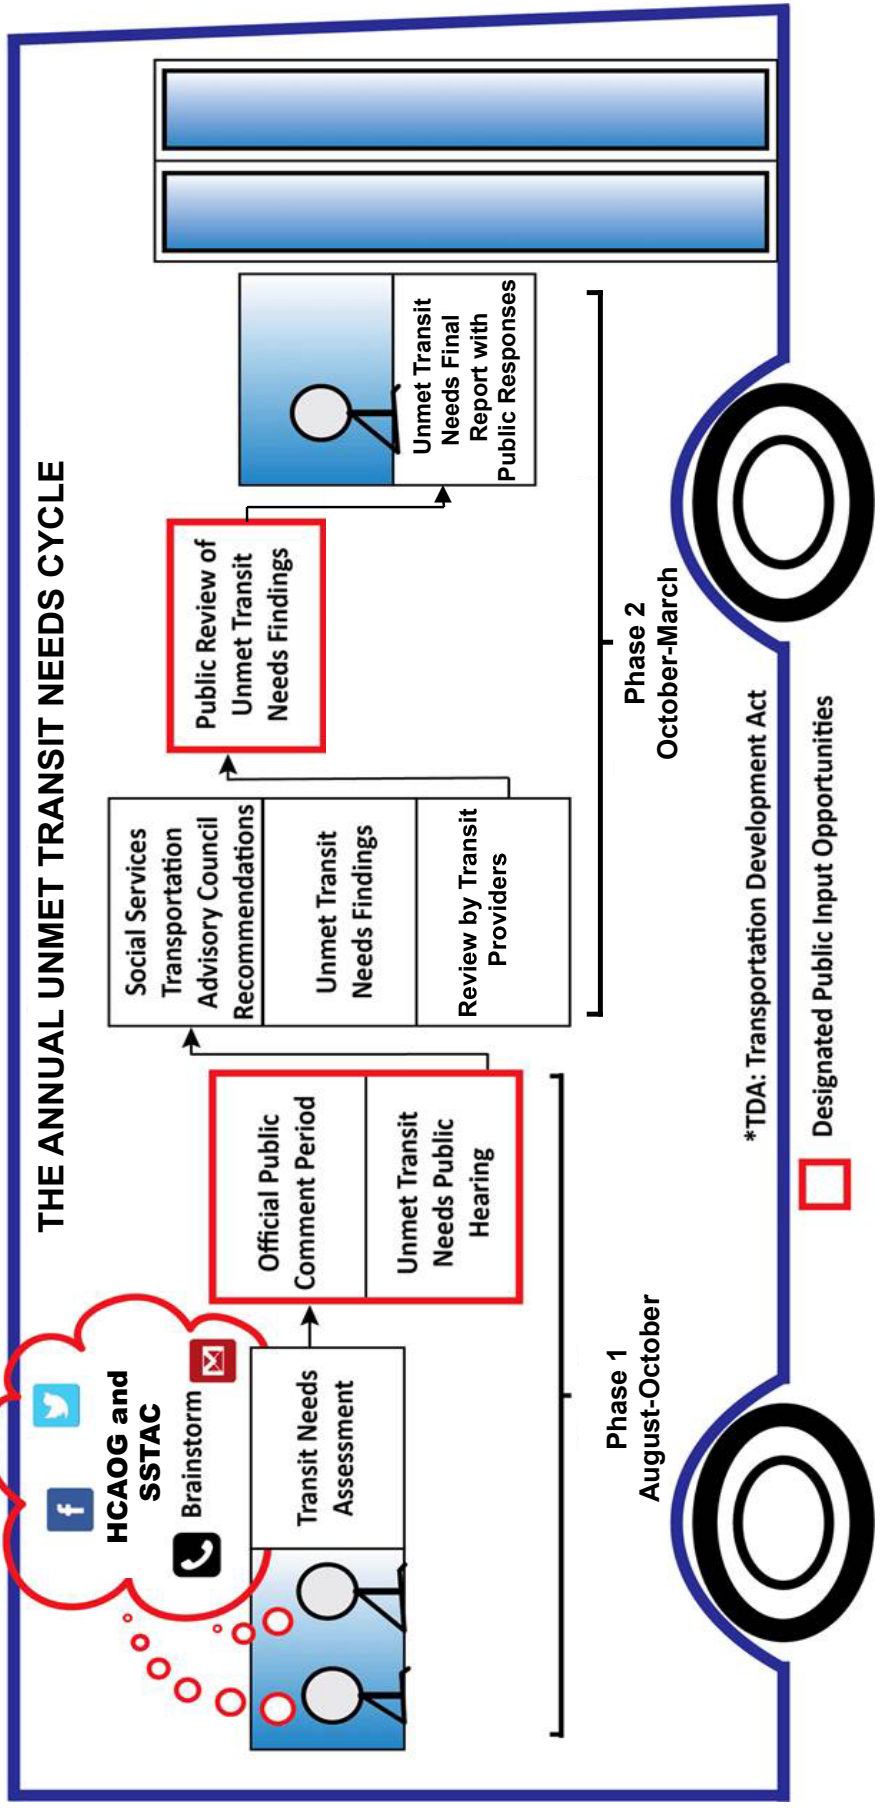 THE ANNUAL UNMET TRANSIT NEEDS CYCLE
f
HCAOG and
SSTAC
Brainstorm
Transit Needs
Assessment
Official Public
Comment Period
Unmet Transit
Needs Public
Hearing
Social Services
Transportation
Advisory Council
Recommendations
Unmet Transit
Needs Findings
Review by Transit
Providers
Public Review of
Unmet Transit
Needs Findings
Unmet Transit
Needs Final
Report with
Public Responses
Phase 1
August-October
Phase 2
October-March
*TDA: Transportation Development Act
Designated Public Input Opportunities